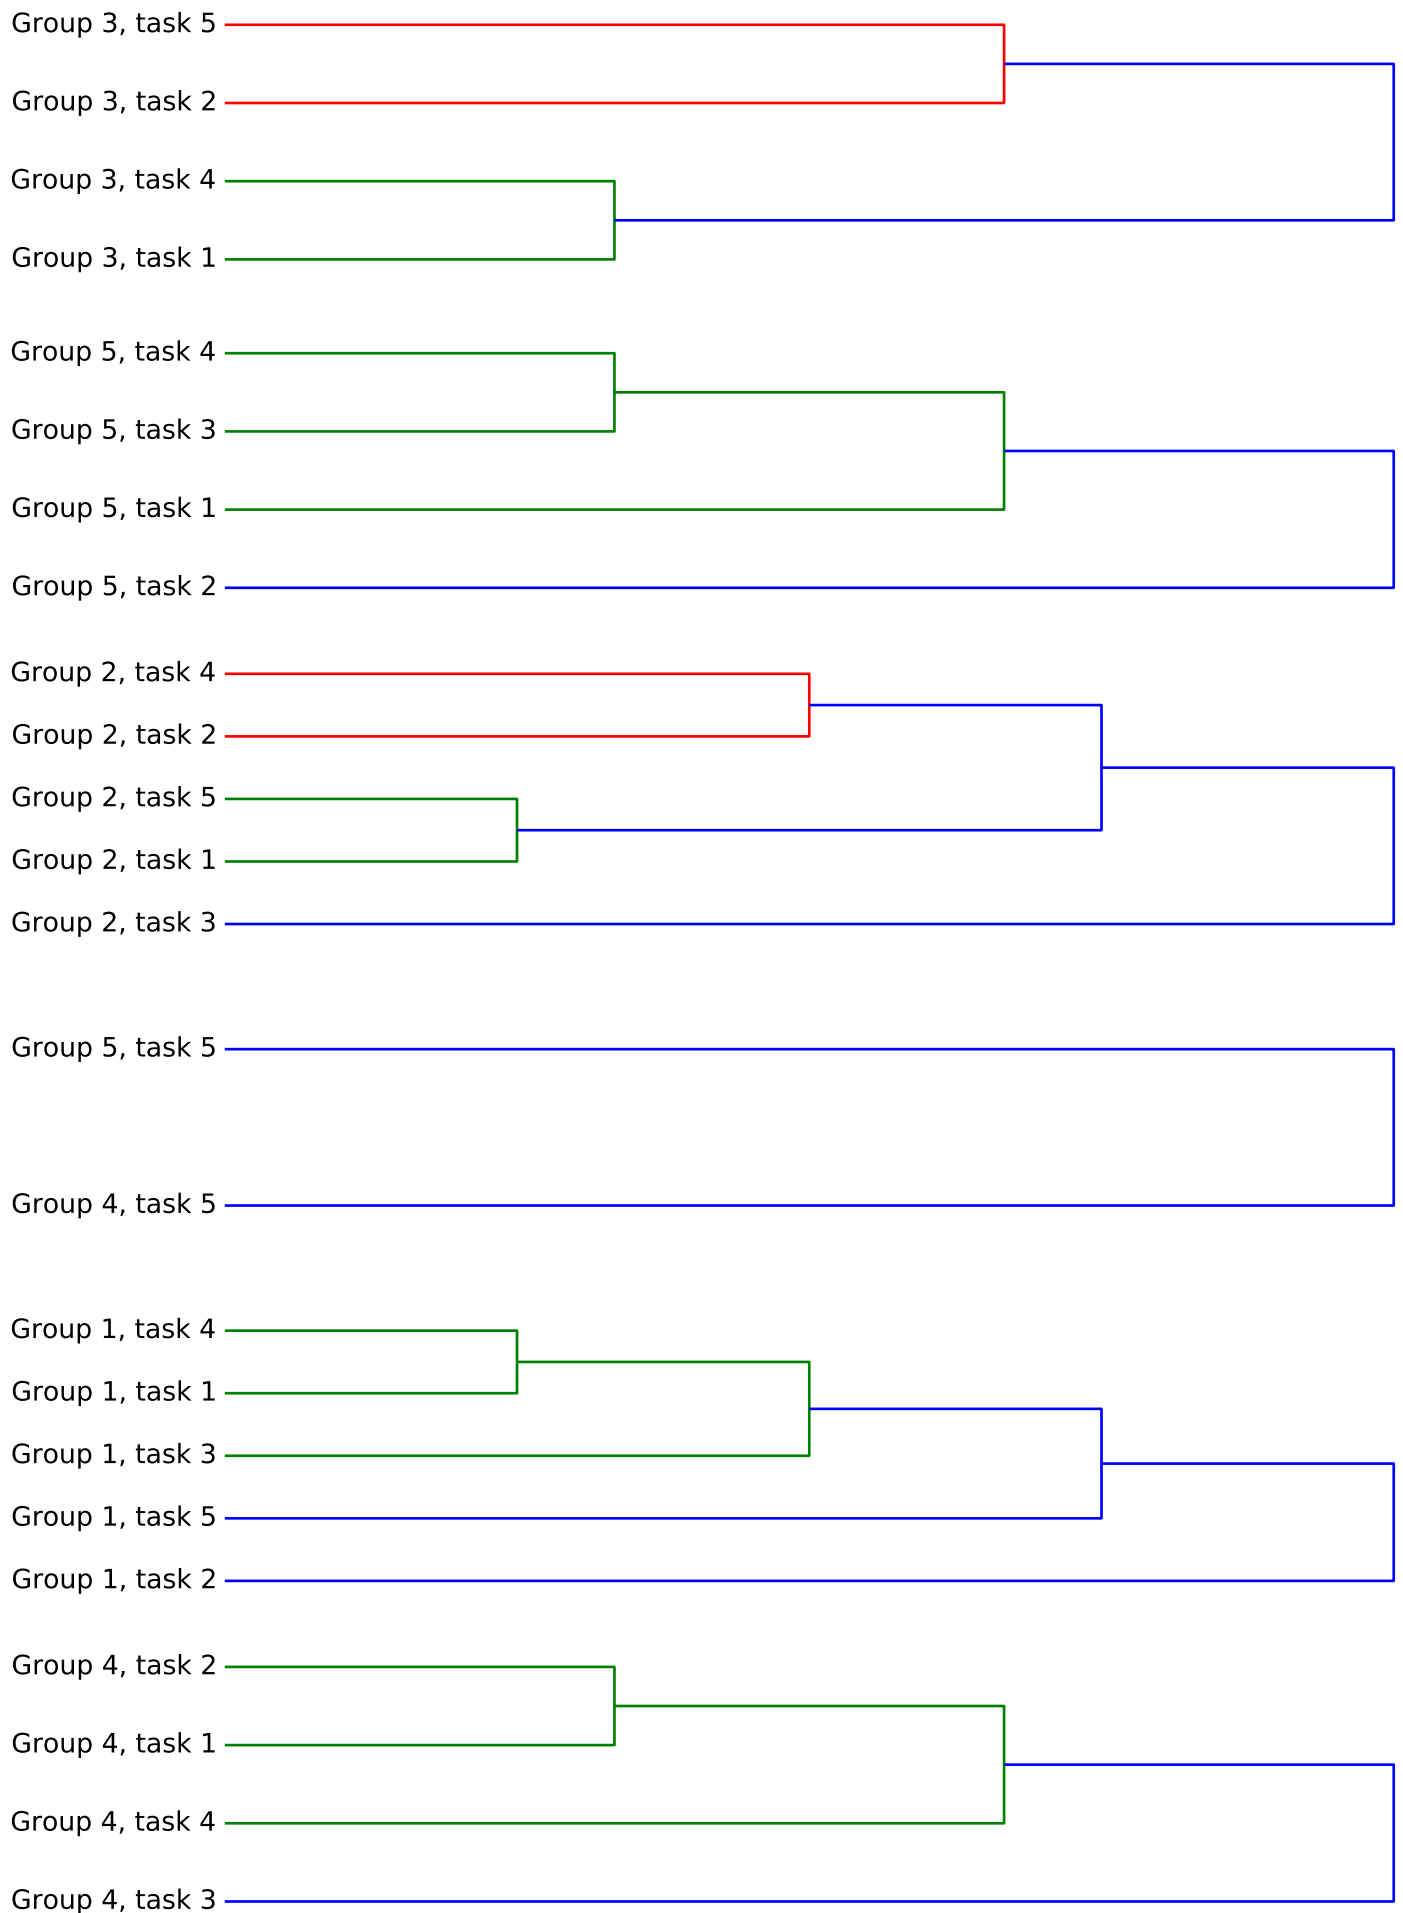 Group 3, task 5
Group 3, task 2
Group 3, task 4
Group 3, task 1
Group 5, task 4
Group 5, task 3
Group 5, task 1
Group 5, task 2
Group 2, task 4
Group 2, task 2
Group 2, task 5
Group 2, task 1
Group 2, task 3
Group 5, task 5
Group 4, task 5
Group 1, task 4
Group 1, task 1
Group 1, task 3
Group 1, task 5
Group 1, task 2
Group 4, task 2
Group 4, task 1
Group 4, task 4
Group 4, task 3